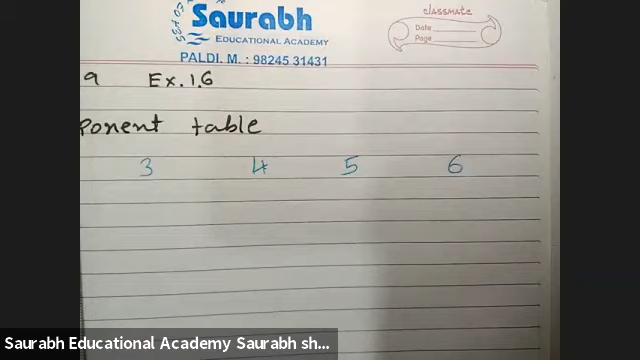 Saurabh
classmate
EDUCATIONAL ACADEMY
Date
Page
PALDI. M. : 98245 31431
9 Ex. 1.6
ponent table
3 4 5 6
Saurabh Educational Academy Saurabh sh...